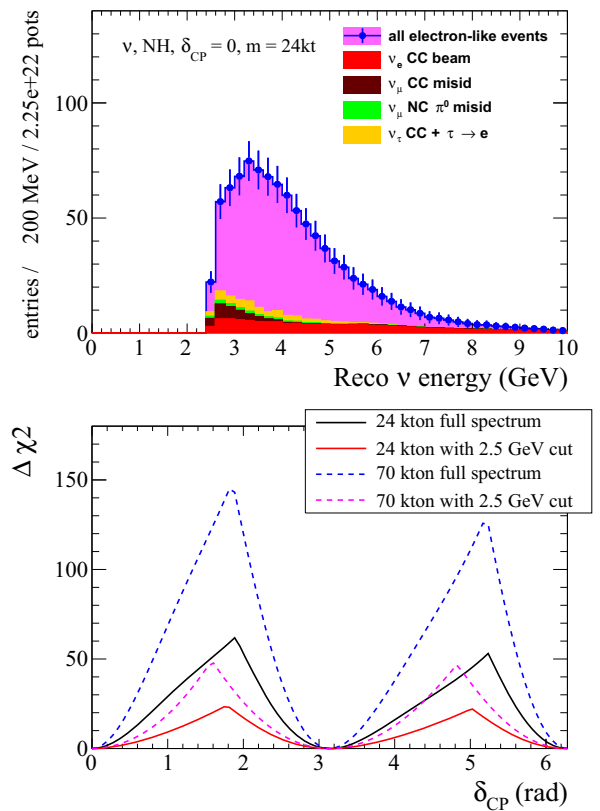 ν, NH, δCP = 0, m = 24kt
all electron-like events
νe CC beam
νμ CC misid
νμ NC π⁰ misid
ντ CC + τ → e
entries / 200 MeV / 2.25e+22 pots
100
50
0
0 1 2 3 4 5 6 7 8 9 10
Reco ν energy (GeV)
24 kton full spectrum
24 kton with 2.5 GeV cut
70 kton full spectrum
70 kton with 2.5 GeV cut
Δ χ2
150
100
50
0
0 1 2 3 4 5 6
δCP (rad)